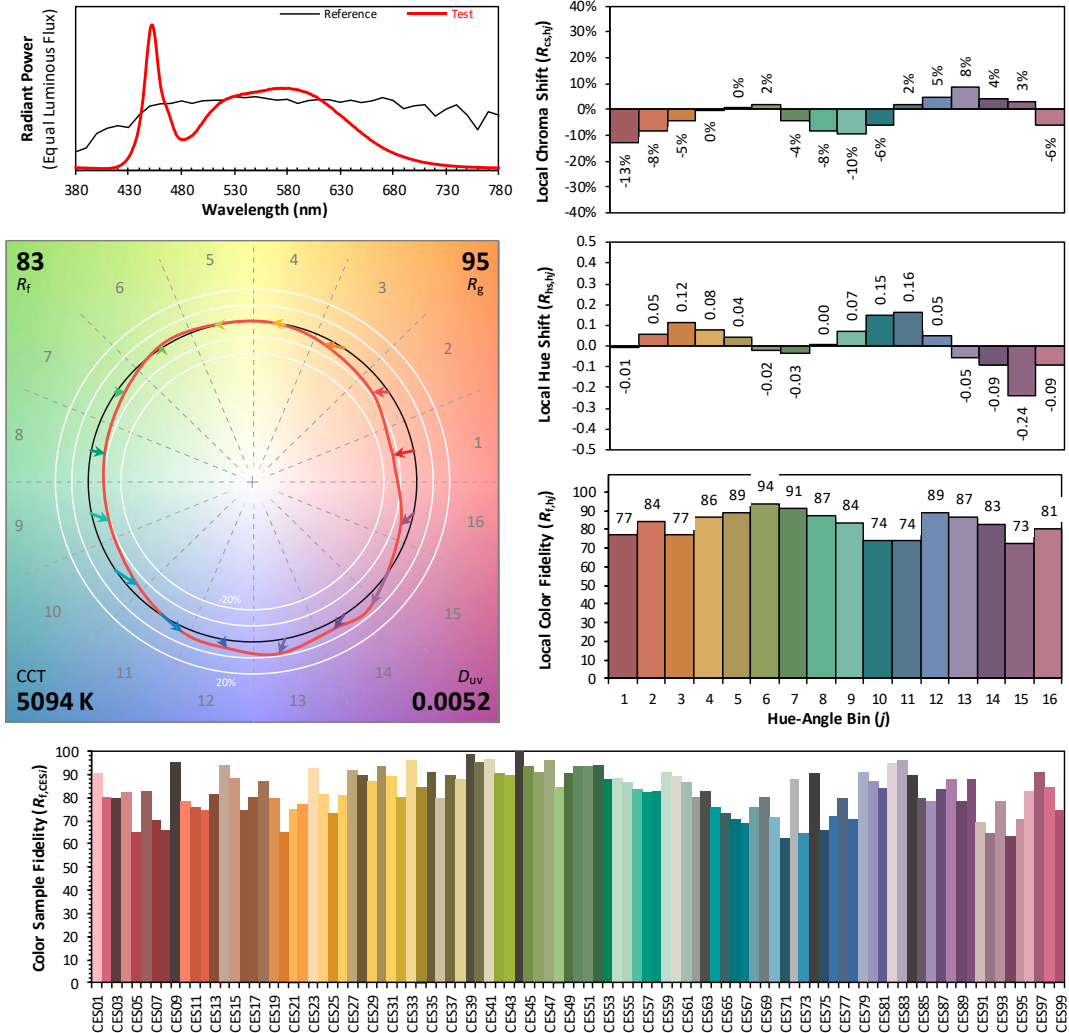 Radiant Power
(Equal Luminous Flux)
Reference
Test
380 430 480 530 580 630 680 730 780
Wavelength (nm)
Local Chroma Shift (Rcs,hj)
40%
30%
20%
10%
0%
-10%
-20%
-30%
-40%
-13% -8% -5% 0% 0% 2% -4% -8% -10% -6% 2% 5% 8% 4% 3% -6%
83
Rf
95
Rg
5 4
6 3
7 2
8 1
9 16
10 15
11 14
12 13
-20%
20%
CCT
5094 K
Duv
0.0052
Local Hue Shift (Rhs,hj)
0.5
0.4
0.3
0.2
0.1
0.0
-0.1
-0.2
-0.3
-0.4
-0.5
-0.01 0.05 0.12 0.08 0.04 -0.02 -0.03 0.00 0.07 0.15 0.16 0.05 -0.05 -0.09 -0.24 -0.09
Local Color Fidelity (Rf,hj)
100
90
80
70
60
50
40
30
20
10
0
77 84 77 86 89 94 91 87 84 74 74 89 87 83 73 81
1 2 3 4 5 6 7 8 9 10 11 12 13 14 15 16
Hue-Angle Bin (j)
Color Sample Fidelity (Rf,CESi)
100
90
80
70
60
50
40
30
20
10
0
CES01 CES03 CES05 CES07 CES09 CES11 CES13 CES15 CES17 CES19 CES21 CES23 CES25 CES27 CES29 CES31 CES33 CES35 CES37 CES39 CES41 CES43 CES45 CES47 CES49 CES51 CES53 CES55 CES57 CES59 CES61 CES63 CES65 CES67 CES69 CES71 CES73 CES75 CES77 CES79 CES81 CES83 CES85 CES87 CES89 CES91 CES93 CES95 CES97 CES99